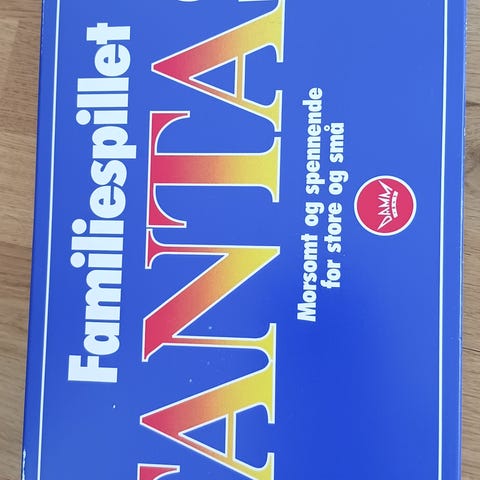 Familiespillet
ANTA
Morsomt og spennende
for store og små
DAMM